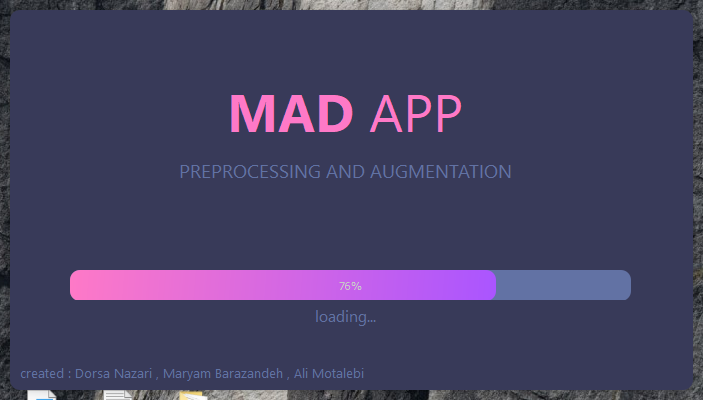 MAD APP
PREPROCESSING AND AUGMENTATION
76%
loading...
created : Dorsa Nazari , Maryam Barazandeh , Ali Motalebi